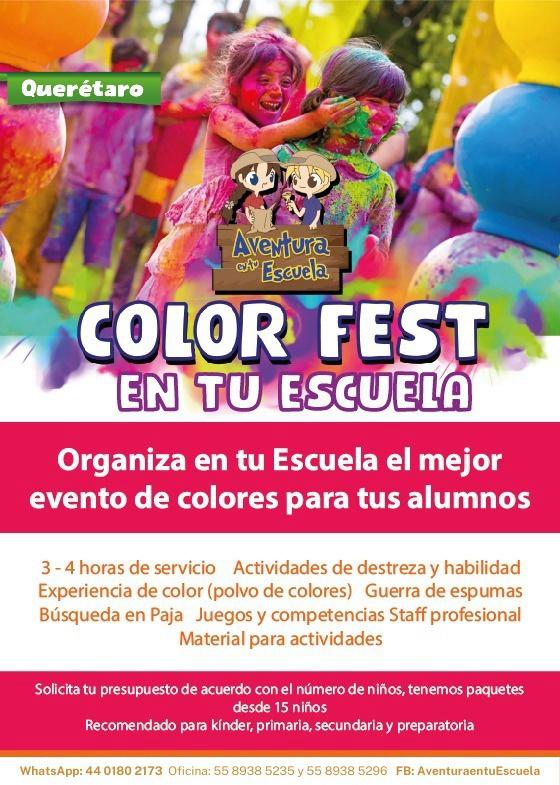 Querétaro
Aventura
en tu
Escuela
COLOR FEST
EN TU ESCUELA
Organiza en tu Escuela el mejor
evento de colores para tus alumnos
3 - 4 horas de servicio Actividades de destreza y habilidad
Experiencia de color (polvo de colores) Guerra de espumas
Búsqueda en Paja Juegos y competencias Staff profesional
Material para actividades
Solicita tu presupuesto de acuerdo con el número de niños, tenemos paquetes
desde 15 niños
Recomendado para kínder, primaria, secundaria y preparatoria
WhatsApp: 44 0180 2173 Oficina: 55 8938 5235 y 55 8938 5296 FB: AventuraentuEscuela